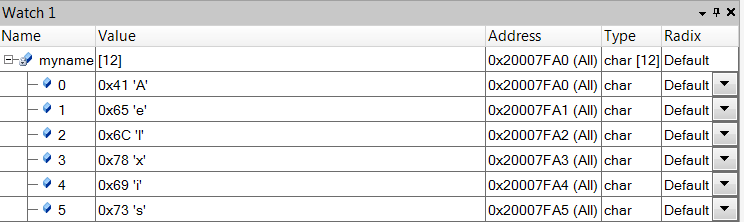 Watch 1
Name Value Address Type Radix
myname [12] 0x20007FA0 (All) char [12] Default
0 0x41 'A' 0x20007FA0 (All) char Default
1 0x65 'e' 0x20007FA1 (All) char Default
2 0x6C 'l' 0x20007FA2 (All) char Default
3 0x78 'x' 0x20007FA3 (All) char Default
4 0x69 'i' 0x20007FA4 (All) char Default
5 0x73 's' 0x20007FA5 (All) char Default